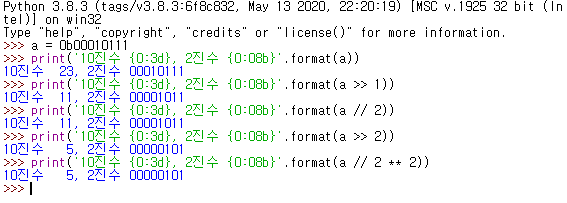 Python 3.8.3 (tags/v3.8.3:6f8c832, May 13 2020, 22:20:19) [MSC v.1925 32 bit (In
tel)] on win32
Type "help", "copyright", "credits" or "license()" for more information.
>>> a = 0b00010111
>>> print('10진수 {0:3d}, 2진수 {0:08b}'.format(a))
10진수  23, 2진수 00010111
>>> print('10진수 {0:3d}, 2진수 {0:08b}'.format(a >> 1))
10진수  11, 2진수 00001011
>>> print('10진수 {0:3d}, 2진수 {0:08b}'.format(a // 2))
10진수  11, 2진수 00001011
>>> print('10진수 {0:3d}, 2진수 {0:08b}'.format(a >> 2))
10진수   5, 2진수 00000101
>>> print('10진수 {0:3d}, 2진수 {0:08b}'.format(a // 2 ** 2))
10진수   5, 2진수 00000101
>>>